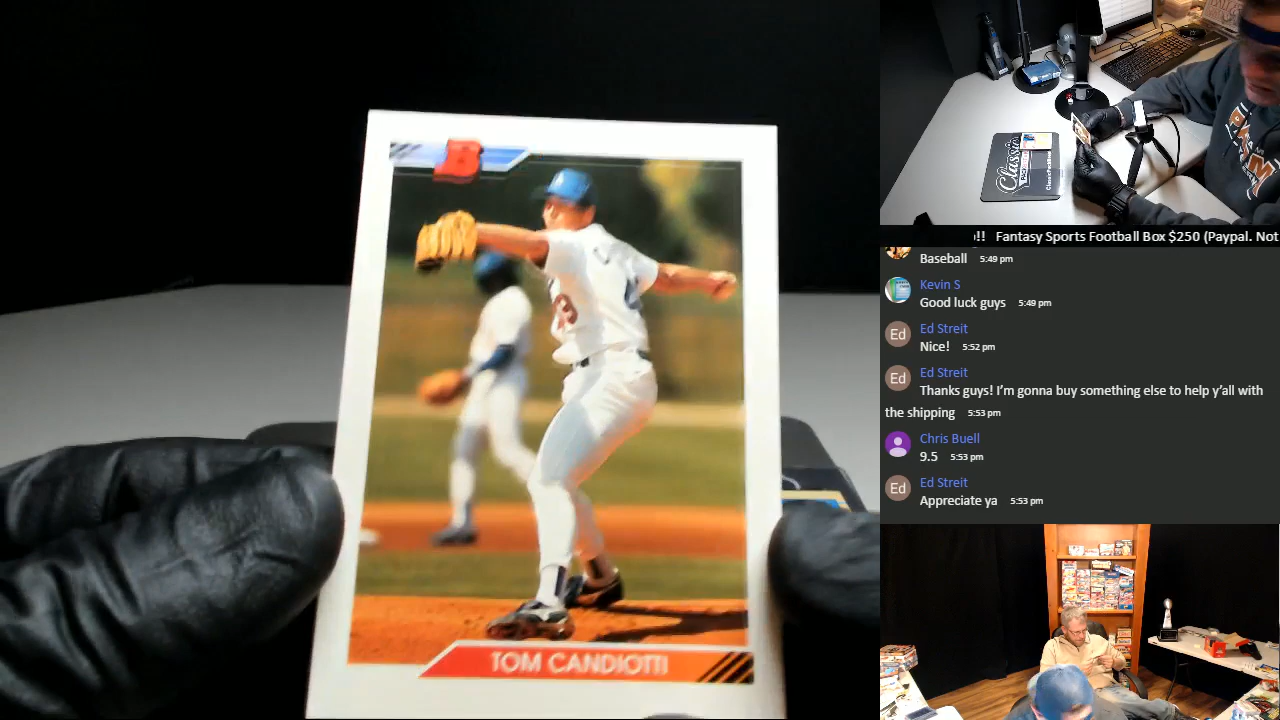 B
TOM CANDIOTTI
Classic
!! Fantasy Sports Football Box $250 (Paypal. Not
Baseball 5:49 pm
Kevin S
Good luck guys 5:49 pm
Ed
Ed Streit
Nice! 5:52 pm
Ed
Ed Streit
Thanks guys! I'm gonna buy something else to help y'all with
the shipping 5:53 pm
Chris Buell
9.5 5:53 pm
Ed
Ed Streit
Appreciate ya 5:53 pm